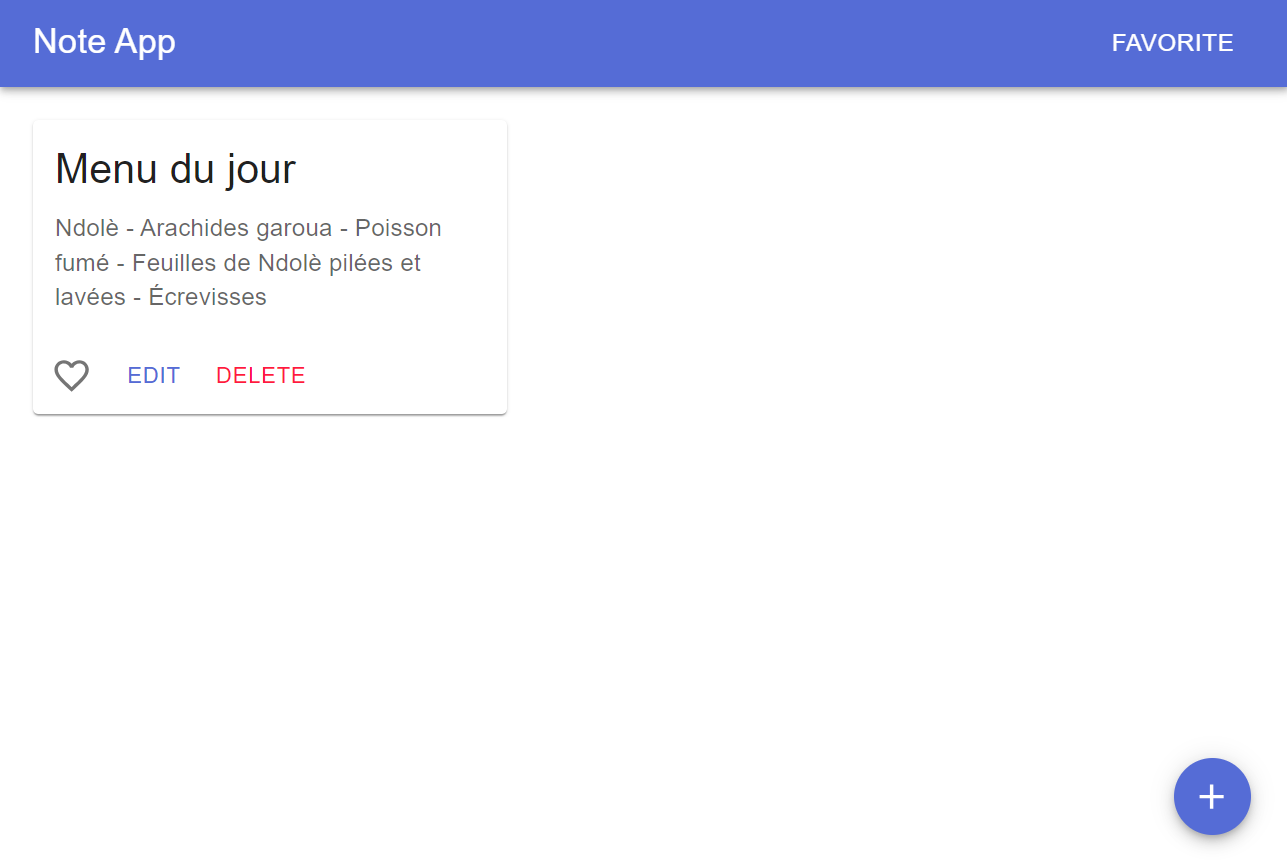 Note App
FAVORITE
Menu du jour
Ndolè - Arachides garoua - Poisson
fumé - Feuilles de Ndolè pilées et
lavées - Écrevisses
EDIT
DELETE